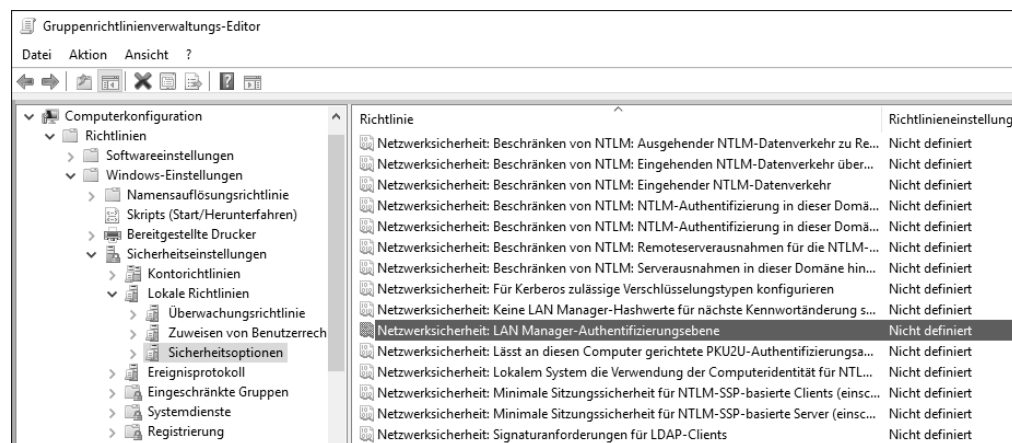 Gruppenrichtlinienverwaltungs-Editor
Datei Aktion Ansicht ?
Computerkonfiguration
Richtlinien
Softwareeinstellungen
Windows-Einstellungen
Namensauflösungsrichtlinie
Skripts (Start/Herunterfahren)
Bereitgestellte Drucker
Sicherheitseinstellungen
Kontorichtlinien
Lokale Richtlinien
Überwachungsrichtlinie
Zuweisen von Benutzerrech
Sicherheitsoptionen
Ereignisprotokoll
Eingeschränkte Gruppen
Systemdienste
Registrierung
Richtlinie Richtlinieneinstellung
Netzwerksicherheit: Beschränken von NTLM: Ausgehender NTLM-Datenverkehr zu Re... Nicht definiert
Netzwerksicherheit: Beschränken von NTLM: Eingehenden NTLM-Datenverkehr über... Nicht definiert
Netzwerksicherheit: Beschränken von NTLM: Eingehender NTLM-Datenverkehr Nicht definiert
Netzwerksicherheit: Beschränken von NTLM: NTLM-Authentifizierung in dieser Domä... Nicht definiert
Netzwerksicherheit: Beschränken von NTLM: NTLM-Authentifizierung in dieser Domä... Nicht definiert
Netzwerksicherheit: Beschränken von NTLM: Remoteserverausnahmen für die NTLM-... Nicht definiert
Netzwerksicherheit: Beschränken von NTLM: Serverausnahmen in dieser Domäne hin... Nicht definiert
Netzwerksicherheit: Für Kerberos zulässige Verschlüsselungstypen konfigurieren Nicht definiert
Netzwerksicherheit: Keine LAN Manager-Hashwerte für nächste Kennwortänderung s... Nicht definiert
Netzwerksicherheit: LAN Manager-Authentifizierungsebene Nicht definiert
Netzwerksicherheit: Lässt an diesen Computer gerichtete PKU2U-Authentifizierungsa... Nicht definiert
Netzwerksicherheit: Lokalem System die Verwendung der Computeridentität für NTL... Nicht definiert
Netzwerksicherheit: Minimale Sitzungssicherheit für NTLM-SSP-basierte Clients (einsc... Nicht definiert
Netzwerksicherheit: Minimale Sitzungssicherheit für NTLM-SSP-basierte Server (einsc... Nicht definiert
Netzwerksicherheit: Signaturanforderungen für LDAP-Clients Nicht definiert